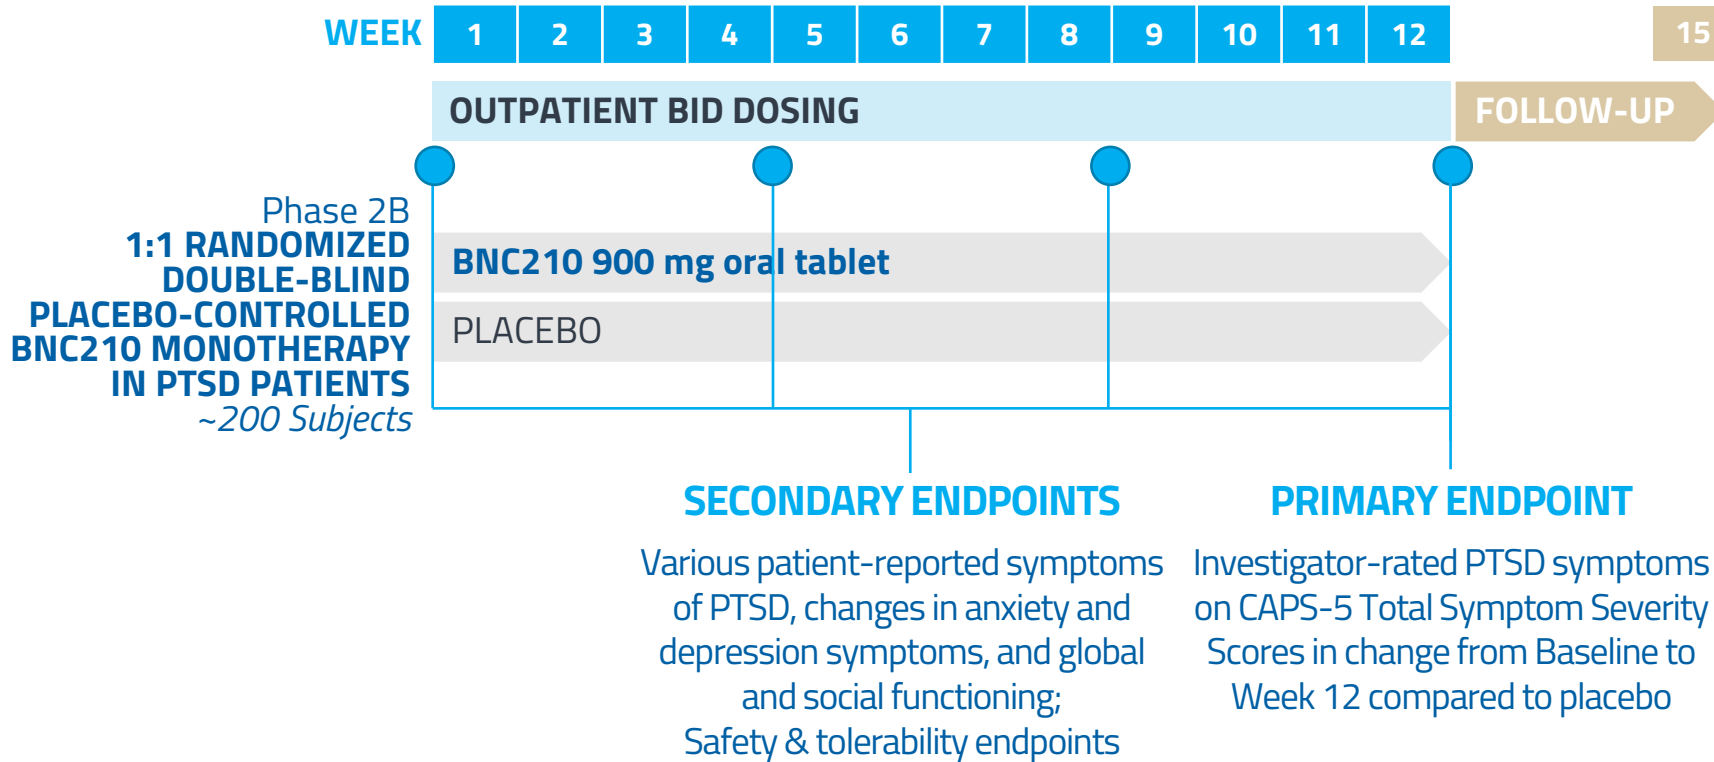 WEEK 1 2 3 4 5 6 7 8 9 10 11 12 15
OUTPATIENT BID DOSING
FOLLOW-UP
Phase 2B
1:1 RANDOMIZED
DOUBLE-BLIND
PLACEBO-CONTROLLED
BNC210 MONOTHERAPY
IN PTSD PATIENTS
~200 Subjects
BNC210 900 mg oral tablet
PLACEBO
SECONDARY ENDPOINTS
Various patient-reported symptoms
of PTSD, changes in anxiety and
depression symptoms, and global
and social functioning;
Safety & tolerability endpoints
PRIMARY ENDPOINT
Investigator-rated PTSD symptoms
on CAPS-5 Total Symptom Severity
Scores in change from Baseline to
Week 12 compared to placebo